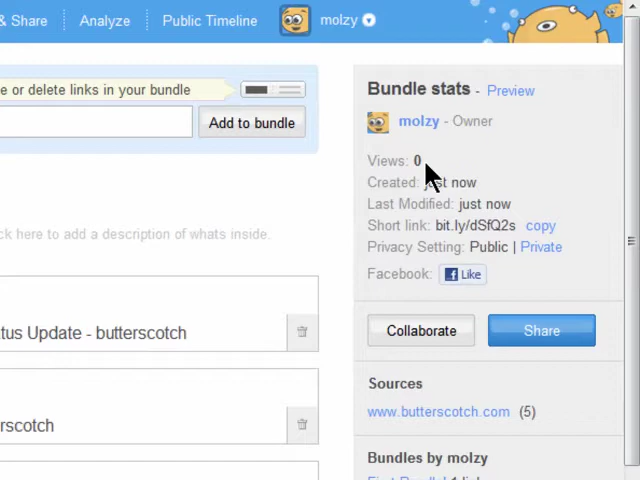 & Share
Analyze
Public Timeline
molzy
e or delete links in your bundle
Add to bundle
ck here to add a description of whats inside.
tus Update - butterscotch
rscotch
Bundle stats - Preview
molzy - Owner
Views: 0
Created: just now
Last Modified: just now
Short link: bit.ly/dSfQ2s copy
Privacy Setting: Public | Private
Facebook: Like
Collaborate
Share
Sources
www.butterscotch.com (5)
Bundles by molzy